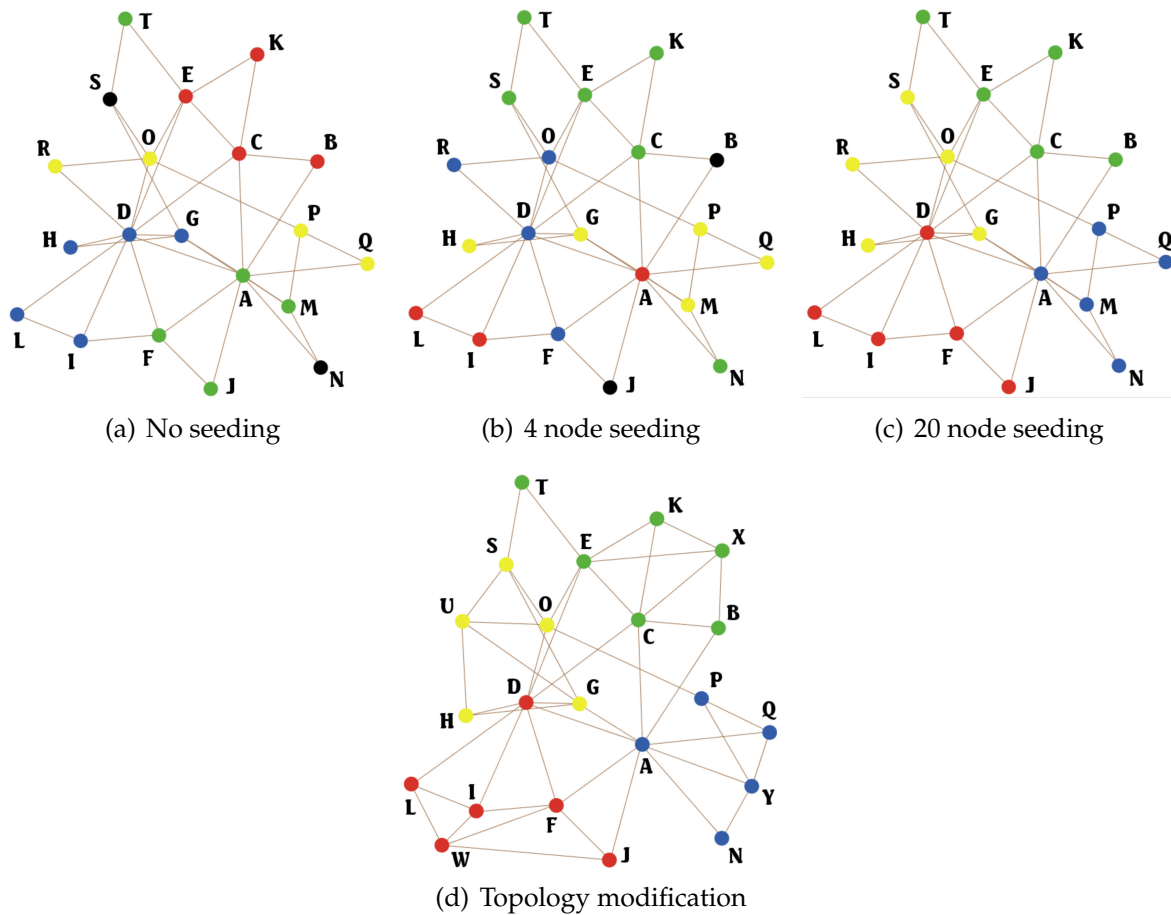 T
K
E
S
O
R
C
B
D
G
P
H
Q
A
M
L
I
F
N
J
(a) No seeding
T
K
E
S
O
R
C
B
D
G
P
H
Q
A
M
L
I
F
N
J
(b) 4 node seeding
T
K
E
S
O
R
C
B
D
G
P
H
Q
A
M
L
I
F
N
J
(c) 20 node seeding
T
K
X
S
E
U
O
B
C
D
G
P
H
Q
A
I
L
F
Y
W
J
N
(d) Topology modification